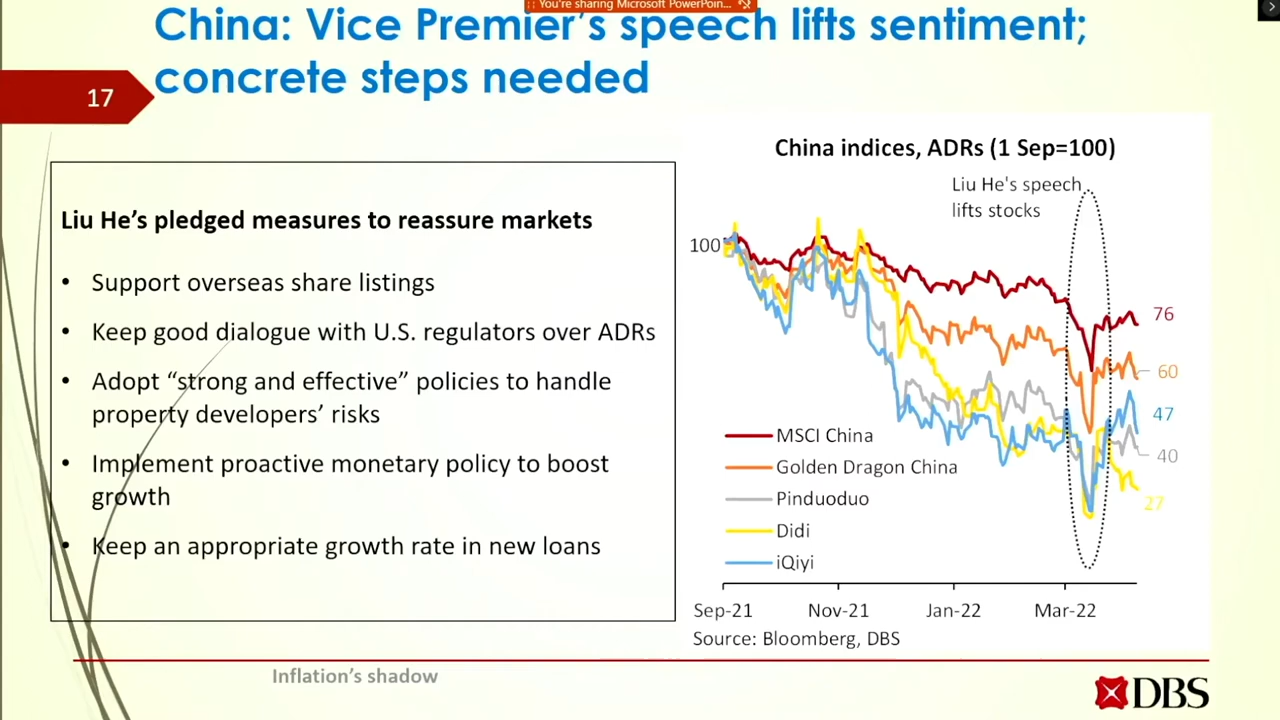 You're sharing Microsoft PowerPoin...
China: Vice Premier's speech lifts sentiment;
concrete steps needed
17
Liu He's pledged measures to reassure markets
• Support overseas share listings
• Keep good dialogue with U.S. regulators over ADRs
• Adopt “strong and effective” policies to handle
property developers' risks
• Implement proactive monetary policy to boost
growth
• Keep an appropriate growth rate in new loans
China indices, ADRs (1 Sep=100)
Liu He's speech
lifts stocks
100
76
60
47
40
27
MSCI China
Golden Dragon China
Pinduoduo
Didi
iQiyi
Sep-21 Nov-21 Jan-22 Mar-22
Source: Bloomberg, DBS
Inflation's shadow
DBS